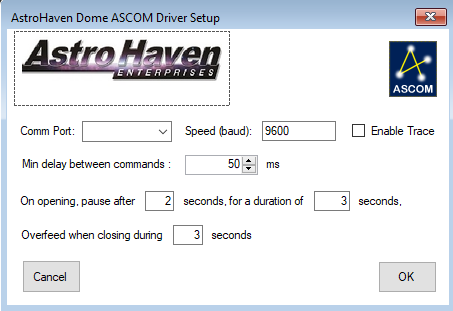 AstroHaven Dome ASCOM Driver Setup
Astro Haven
ENTERPRISES
ASCOM
Comm Port: Speed (baud): 9600 Enable Trace
Min delay between commands : 50 ms
On opening, pause after 2 seconds, for a duration of 3 seconds,
Overfeed when closing during 3 seconds
Cancel OK